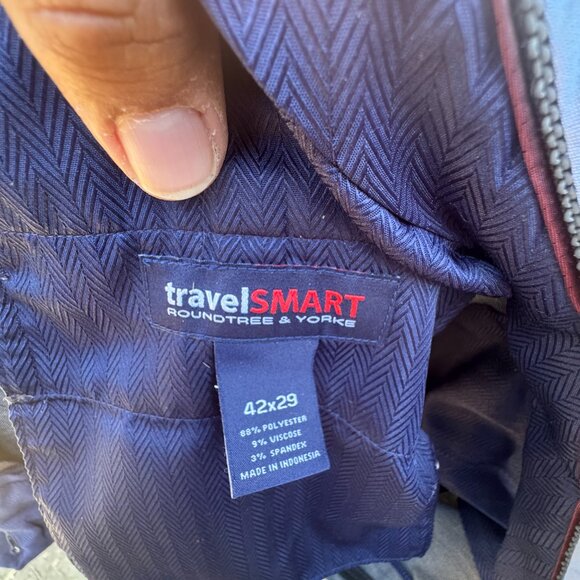 travelSMART
ROUNDTREE & YORKE
42x29
88% POLYESTER
9% VISCOSE
3% SPANDEX
MADE IN INDONESIA